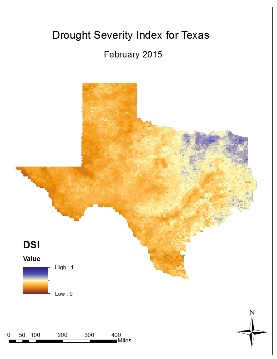 Drought Severity Index for Texas
February 2015
DSI
Value
High : 1
Low : 0
0 50 100 200 300 400
Miles
N